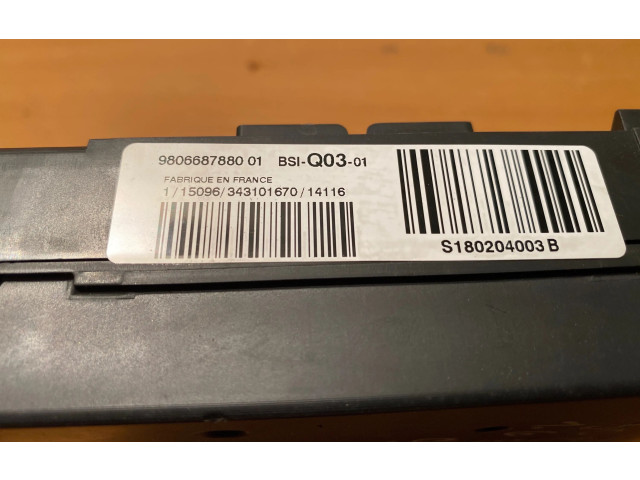 9806687880 01 BSI-Q03-01
FABRIQUE EN FRANCE
1/15096/343101670/14116
S180204003 B